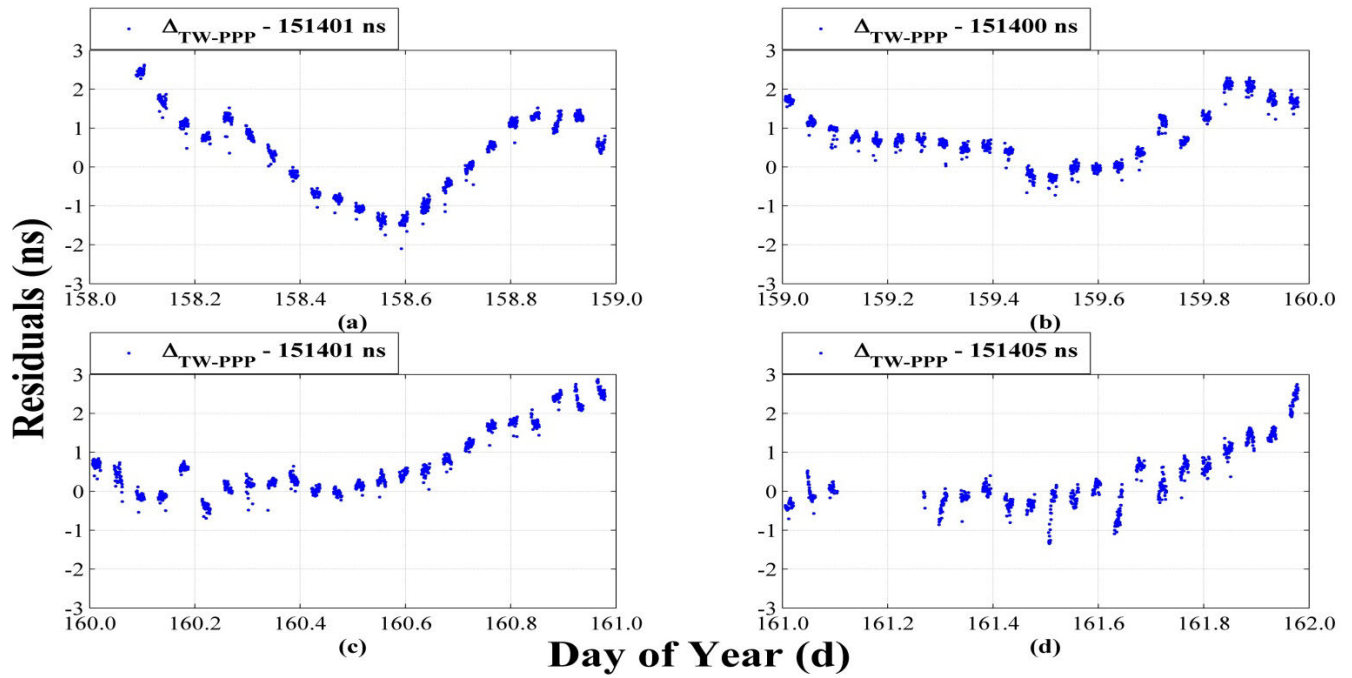 ΔTW-PPP - 151401 ns
ΔTW-PPP - 151400 ns
3
2
1
0
-1
-2
-3
158.0 158.2 158.4 158.6 158.8 159.0
(a)
3
2
1
0
-1
-2
-3
159.0 159.2 159.4 159.6 159.8 160.0
(b)
Residuals (ns)
ΔTW-PPP - 151401 ns
ΔTW-PPP - 151405 ns
3
2
1
0
-1
-2
-3
160.0 160.2 160.4 160.6 160.8 161.0
(c)
3
2
1
0
-1
-2
-3
161.0 161.2 161.4 161.6 161.8 162.0
(d)
Day of Year (d)